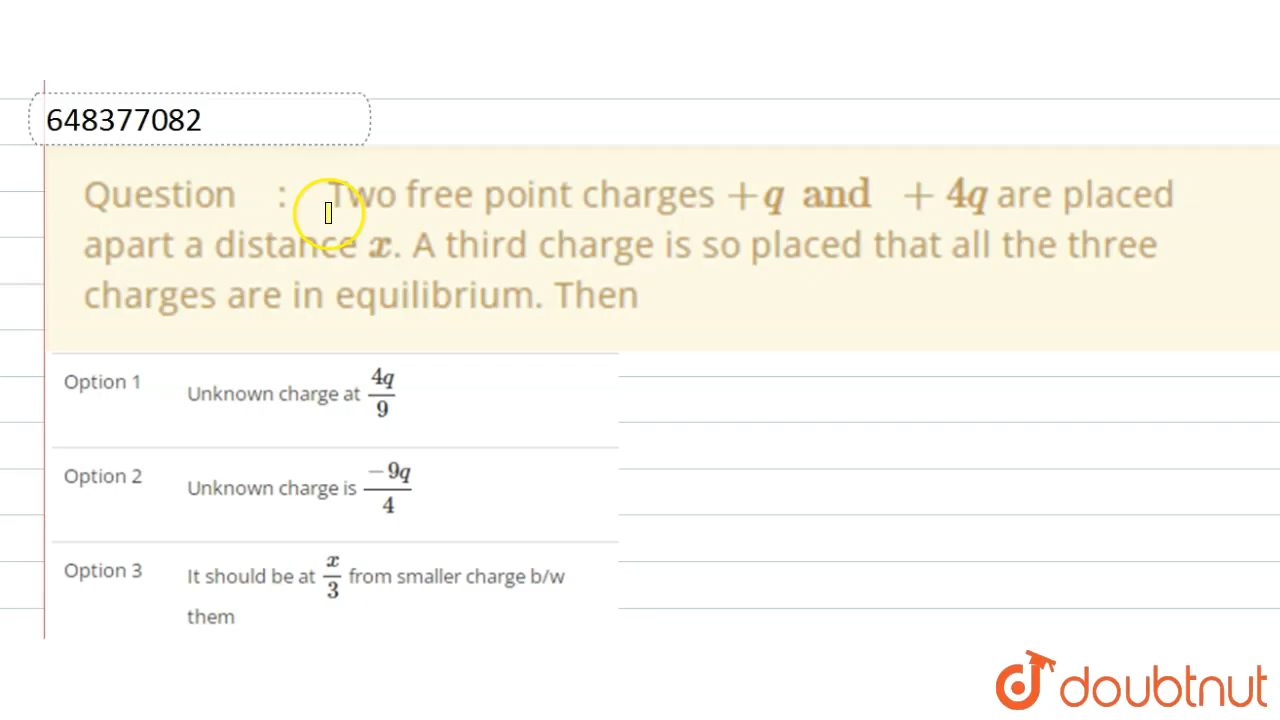 648377082
Question : Two free point charges +q and +4q are placed
apart a distance x. A third charge is so placed that all the three
charges are in equilibrium. Then
Option 1 Unknown charge at 4q/9
Option 2 Unknown charge is −9q/4
Option 3 It should be at x/3 from smaller charge b/w
them
doubtnut